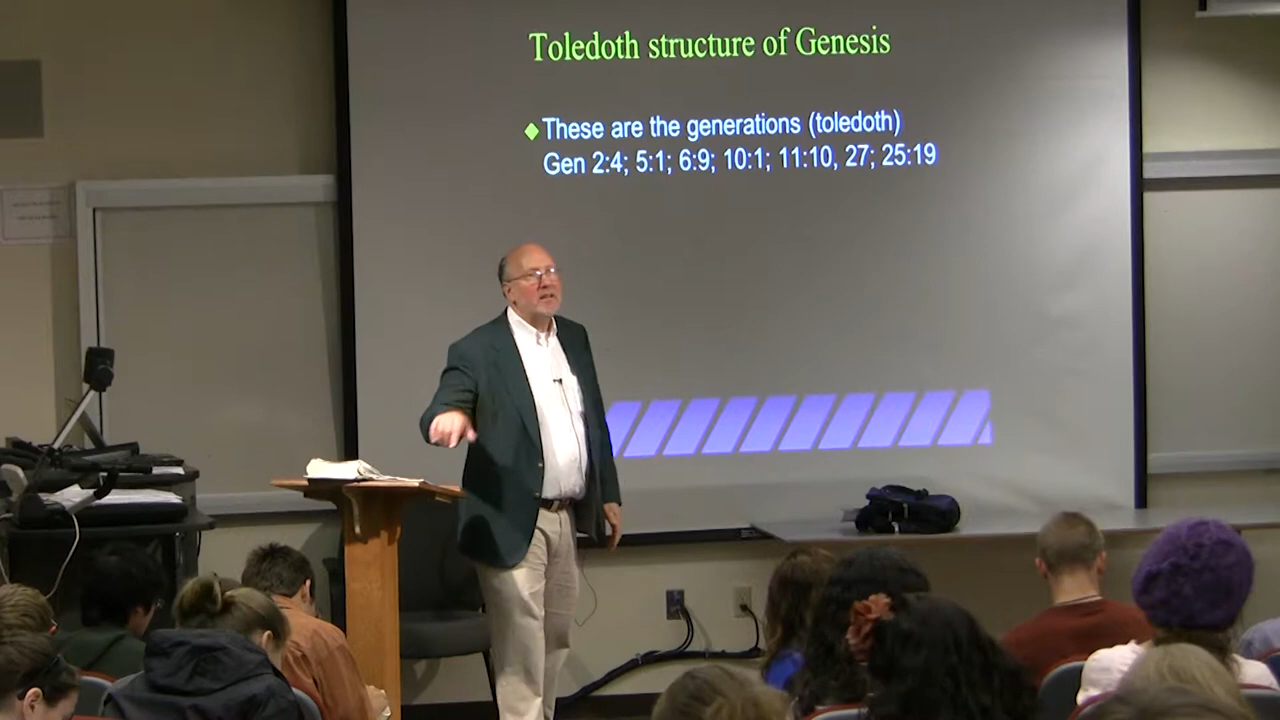 Toledoth structure of Genesis
These are the generations (toledoth)
Gen 2:4; 5:1; 6:9; 10:1; 11:10, 27; 25:19